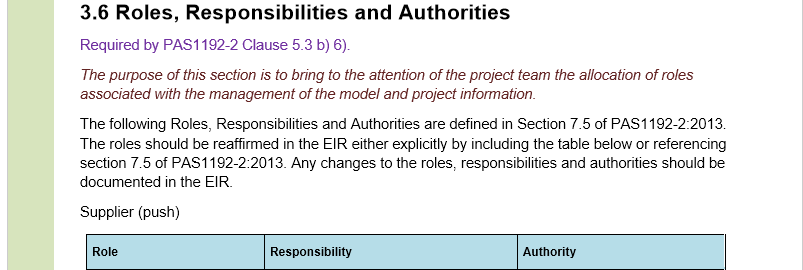 3.6 Roles, Responsibilities and Authorities
Required by PAS1192-2 Clause 5.3 b) 6).
The purpose of this section is to bring to the attention of the project team the allocation of roles
associated with the management of the model and project information.
The following Roles, Responsibilities and Authorities are defined in Section 7.5 of PAS1192-2:2013.
The roles should be reaffirmed in the EIR either explicitly by including the table below or referencing
section 7.5 of PAS1192-2:2013. Any changes to the roles, responsibilities and authorities should be
documented in the EIR.
Supplier (push)
Role Responsibility Authority